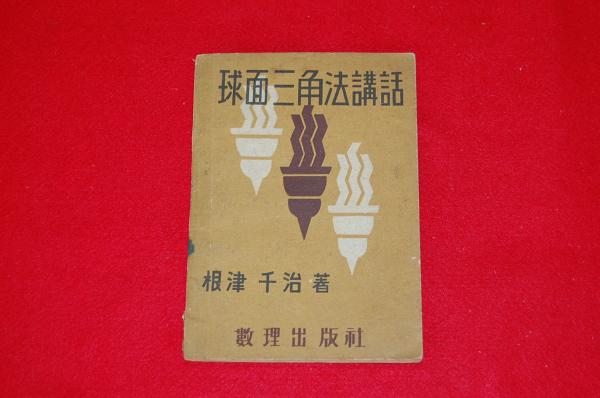 球面三角法講話
根津 千治 著
數理出版社